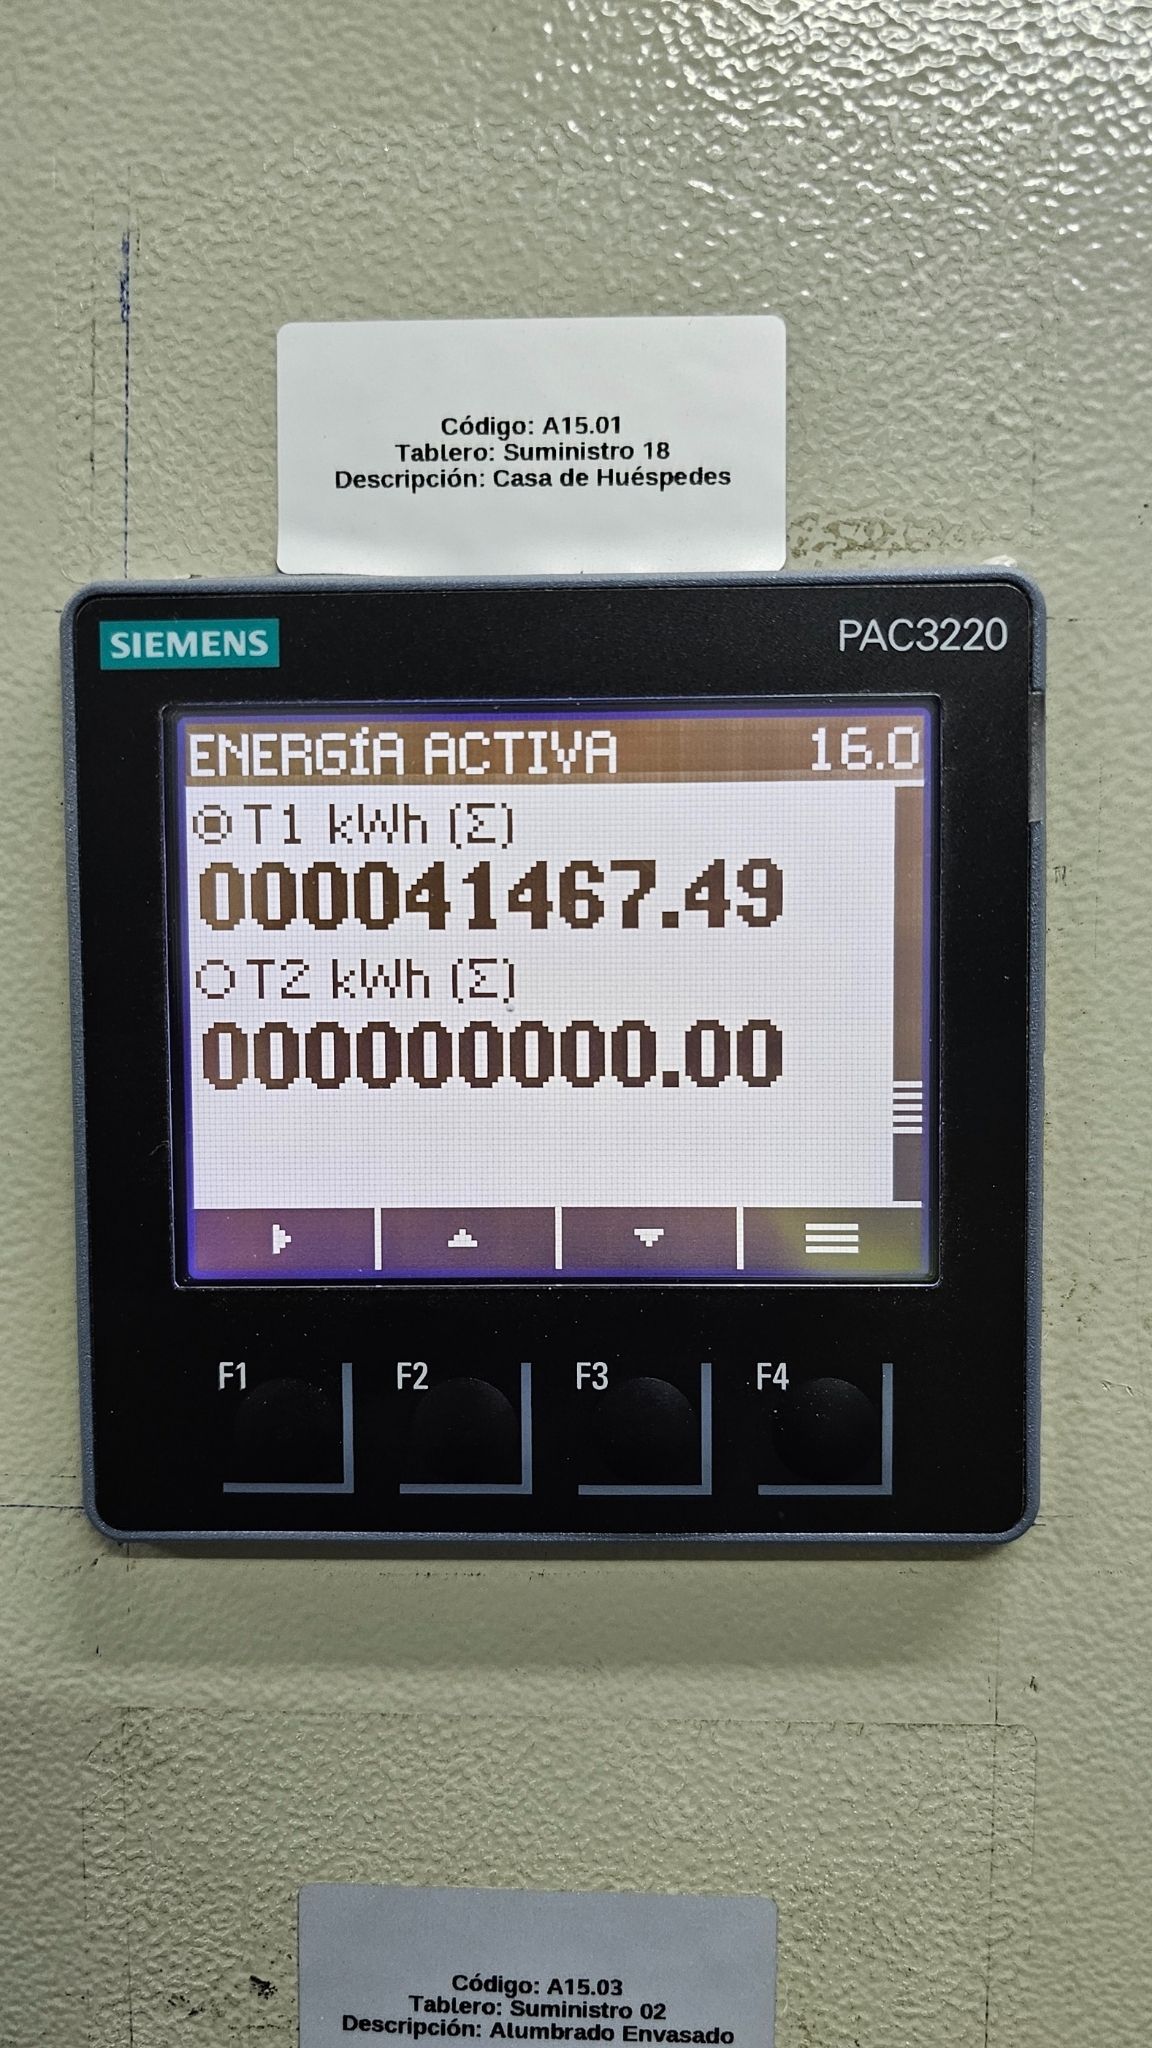 Código: A15.01
Tablero: Suministro 18
Descripción: Casa de Huéspedes
SIEMENS
PAC3220
ENERGÍA ACTIVA 16.0
T1 kWh (Σ)
000041467.49
T2 kWh (Σ)
000000000.00
F1 F2 F3 F4
Código: A15.03
Tablero: Suministro 02
Descripción: Alumbrado Envasado